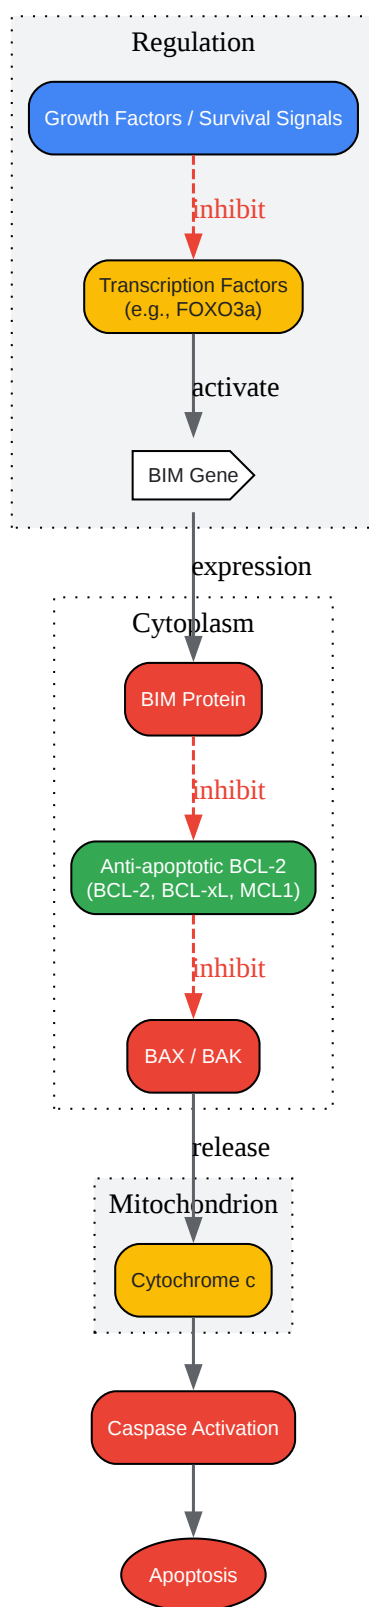 Regulation
Growth Factors / Survival Signals
inhibit
Transcription Factors
(e.g., FOXO3a)
activate
BIM Gene
expression
Cytoplasm
BIM Protein
inhibit
Anti-apoptotic BCL-2
(BCL-2, BCL-xL, MCL1)
inhibit
BAX / BAK
release
Mitochondrion
Cytochrome c
Caspase Activation
Apoptosis